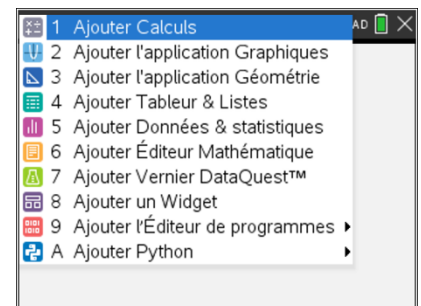 1 Ajouter Calculs
AD
2 Ajouter l'application Graphiques
3 Ajouter l'application Géométrie
4 Ajouter Tableur & Listes
5 Ajouter Données & statistiques
6 Ajouter Éditeur Mathématique
7 Ajouter Vernier DataQuest™
8 Ajouter un Widget
9 Ajouter l'Éditeur de programmes
A Ajouter Python